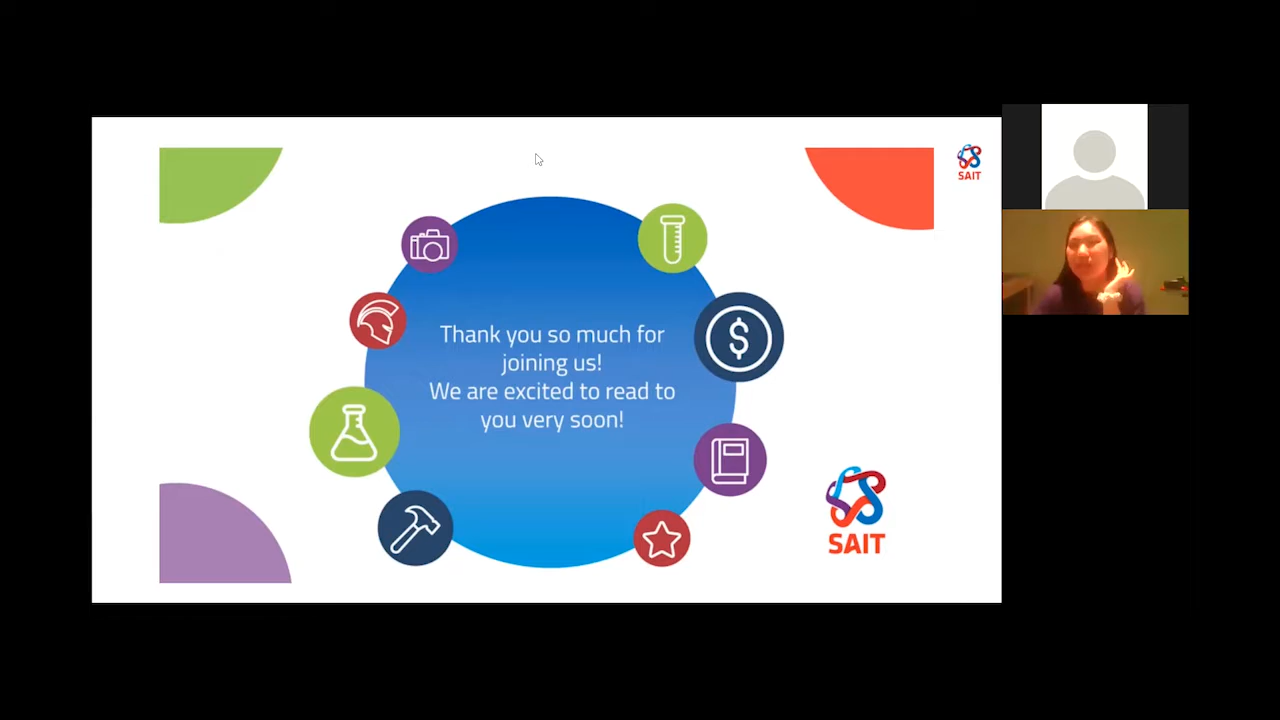 SAIT
Thank you so much for
joining us!
We are excited to read to
you very soon!
$
SAIT